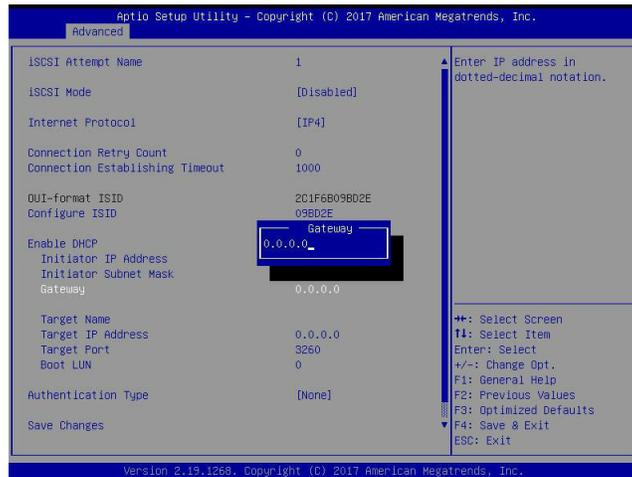 Aptio Setup Utility – Copyright (C) 2017 American Megatrends, Inc.
Advanced
iSCSI Attempt Name 1
iSCSI Mode [Disabled]
Internet Protocol [IP4]
Connection Retry Count 0
Connection Establishing Timeout 1000
OUI-format ISID 2C1F6B09BD2E
Configure ISID 09BD2E
Enable DHCP
Initiator IP Address
Initiator Subnet Mask
Gateway 0.0.0.0
Target Name
Target IP Address 0.0.0.0
Target Port 3260
Boot LUN 0
Authentication Type [None]
Save Changes
Gateway
0.0.0.0_
Enter IP address in
dotted-decimal notation.
→←: Select Screen
↑↓: Select Item
Enter: Select
+/-: Change Opt.
F1: General Help
F2: Previous Values
F3: Optimized Defaults
F4: Save & Exit
ESC: Exit
Version 2.19.1268. Copyright (C) 2017 American Megatrends, Inc.